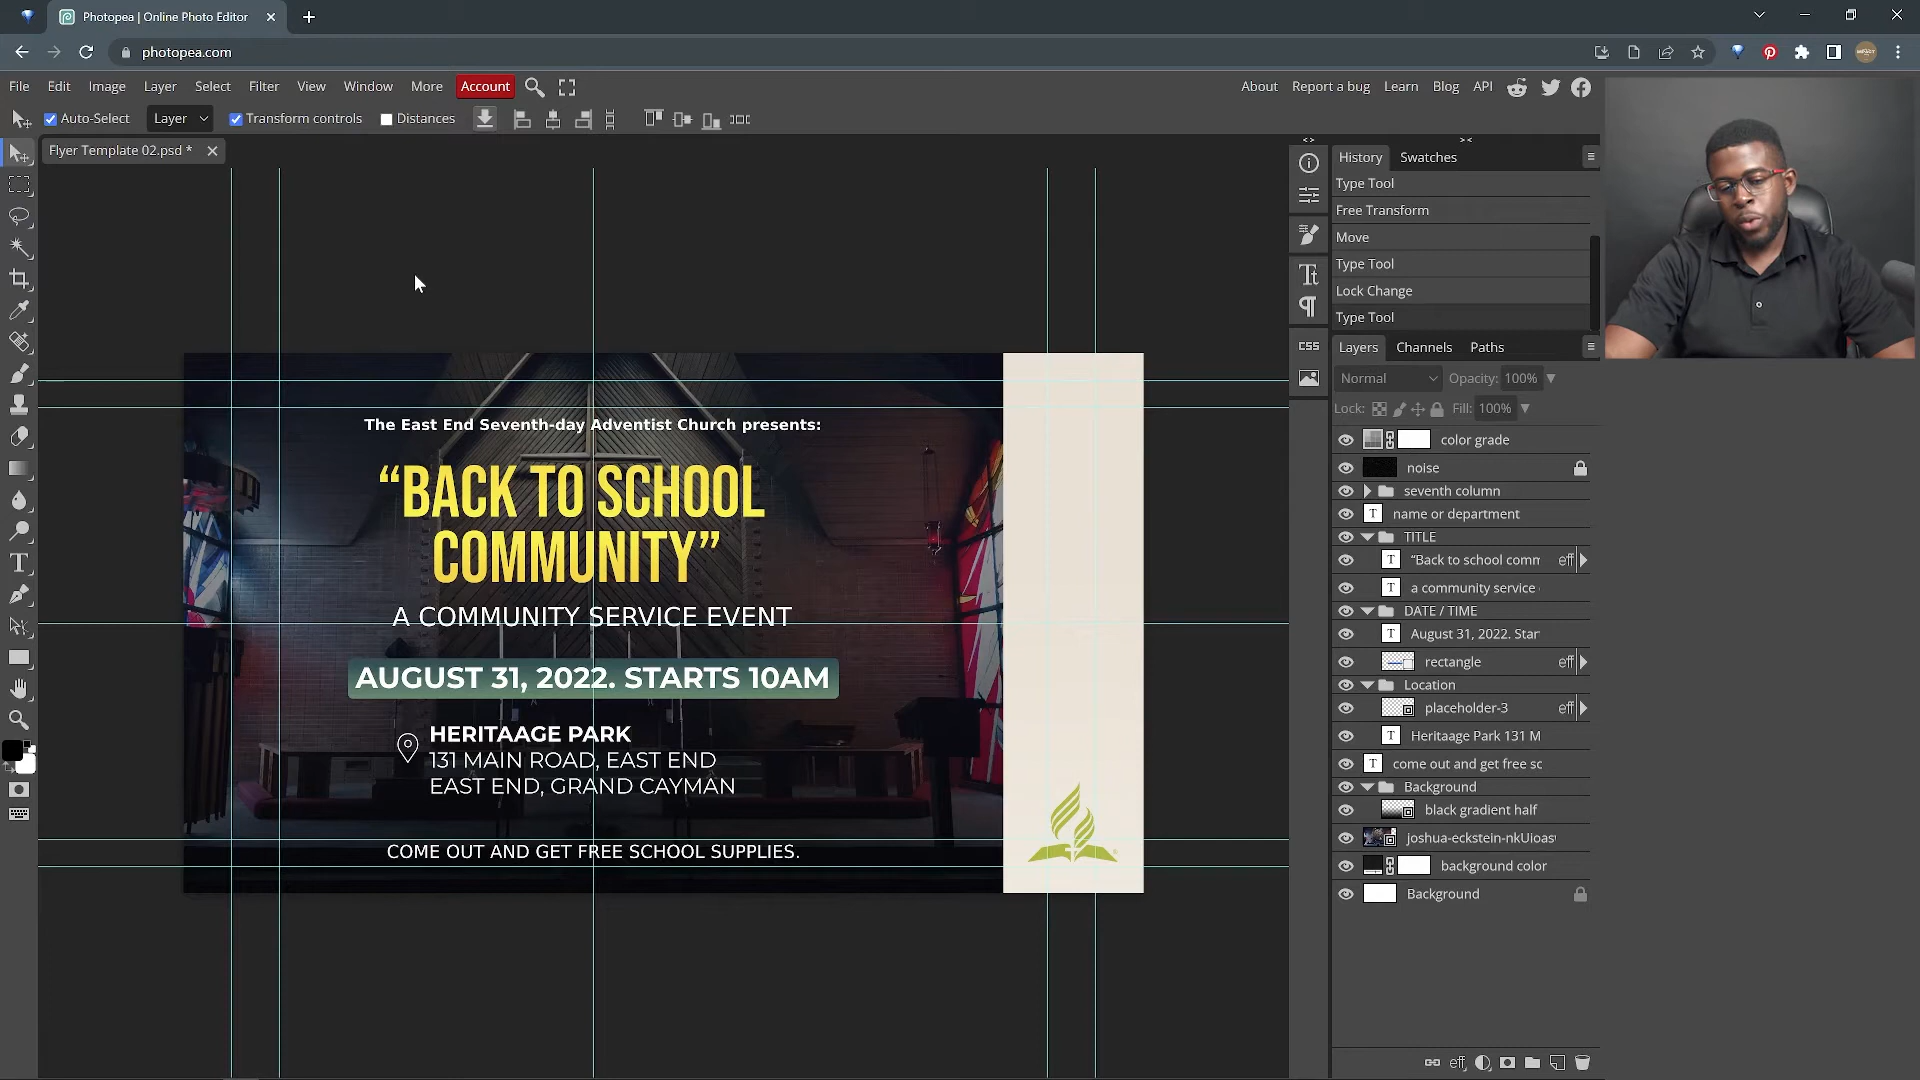 Photopea | Online Photo Editor
photopea.com
File Edit Image Layer Select Filter View Window More Account
About Report a bug Learn Blog API
Auto-Select Layer Transform controls Distances
Flyer Template 02.psd *
The East End Seventh-day Adventist Church presents:
“BACK TO SCHOOL
COMMUNITY”
A COMMUNITY SERVICE EVENT
AUGUST 31, 2022. STARTS 10AM
HERITAAGE PARK
131 MAIN ROAD, EAST END
EAST END, GRAND CAYMAN
COME OUT AND GET FREE SCHOOL SUPPLIES.
CSS
History Swatches
Type Tool
Free Transform
Move
Type Tool
Lock Change
Type Tool
Layers Channels Paths
Normal Opacity: 100%
Lock: Fill: 100%
color grade
noise
seventh column
T name or department
TITLE
T “Back to school comm eff
T a community service
DATE / TIME
T August 31, 2022. Star
rectangle eff
Location
placeholder-3 eff
T Heritaage Park 131 M
T come out and get free sc
Background
black gradient half
joshua-eckstein-nkUioas
background color
Background
eff